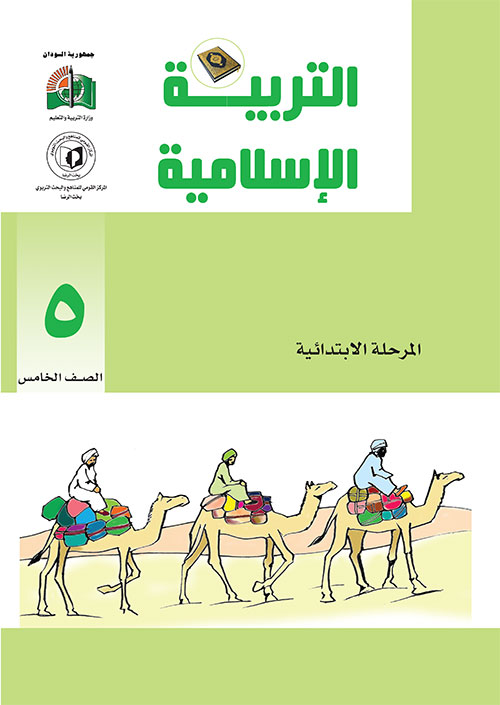 جمهورية السودان
وزارة التربية والتعليم
المركز القومي للمناهج والبحث التربوي
بخت الرضا
التربيـــة
الإسلامية
٥
الصف الخامس
المرحلة الابتدائية